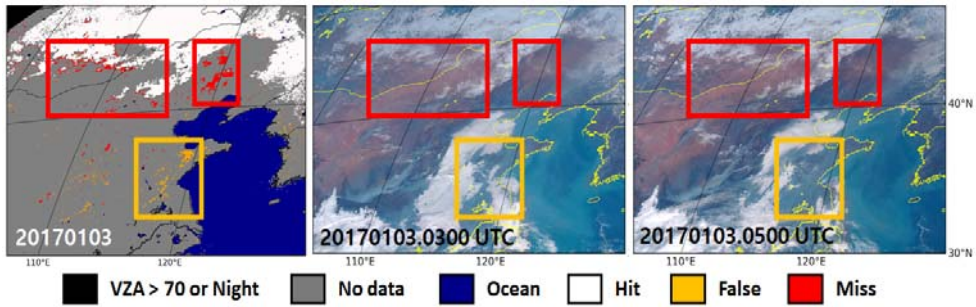 40°N
20170103
20170103.0300 UTC
20170103.0500 UTC
30°N
110°E
120°E
110°E
120°E
110°E
120°E
VZA > 70 or Night
No data
Ocean
Hit
False
Miss